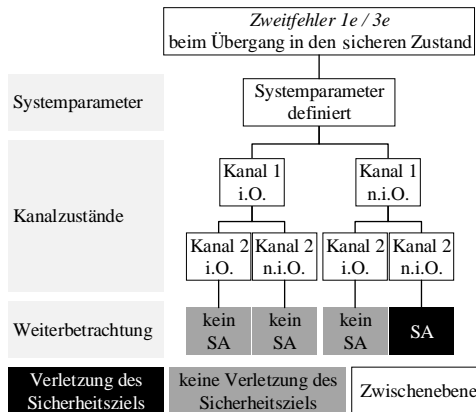 Zweitfehler 1e / 3e
beim Übergang in den sicheren Zustand
Systemparameter
Systemparameter
definiert
Kanalzustände
Kanal 1
i.O.
Kanal 1
n.i.O.
Kanal 2
i.O.
Kanal 2
n.i.O.
Kanal 2
i.O.
Kanal 2
n.i.O.
Weiterbetrachtung
kein
SA
kein
SA
kein
SA
SA
Verletzung des
Sicherheitsziels
keine Verletzung des
Sicherheitsziels
Zwischenebene